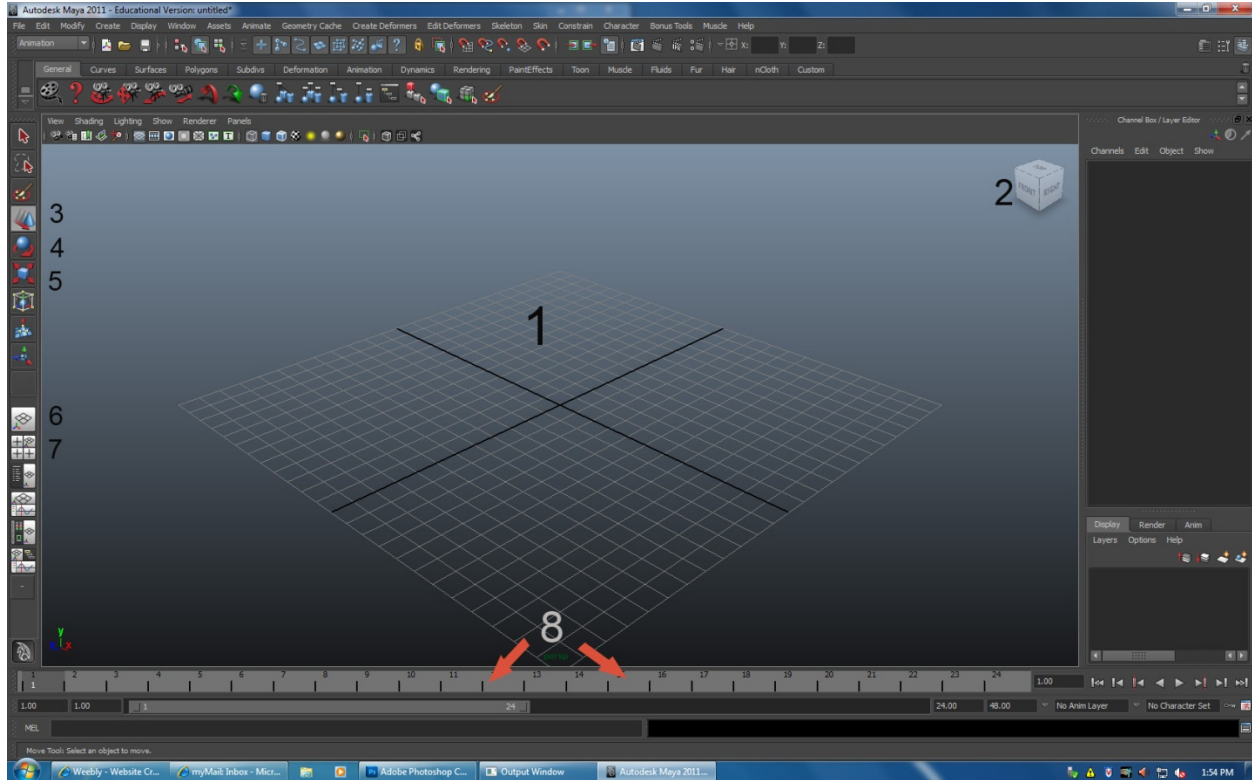 Autodesk Maya 2011 - Educational Version: untitled*
File Edit Modify Create Display Window Assets Animate Geometry Cache Create Deformers Edit Deformers Skeleton Skin Constrain Character Bonus Tools Muscle Help
Animation X: Y: Z:
General Curves Surfaces Polygons Subdivs Deformation Animation Dynamics Rendering PaintEffects Toon Muscle Fluids Fur Hair nCloth Custom
View Shading Lighting Show Renderer Panels
Channel Box / Layer Editor
Channels Edit Object Show
FRONT RIGHT
2
3
4
5
1
6
7
Display Render Anim
Layers Options Help
8
y
x
persp
1 2 3 4 5 6 7 8 9 10 11 13 14 15 16 17 18 19 20 21 22 23 24
1 1.00
1.00 1.00 1 24 24.00 48.00 No Anim Layer No Character Set
MEL
Move Tool: Select an object to move.
Weebly - Website Cr... myMail: Inbox - Micr... Adobe Photoshop C... Output Window Autodesk Maya 2011... 1:54 PM